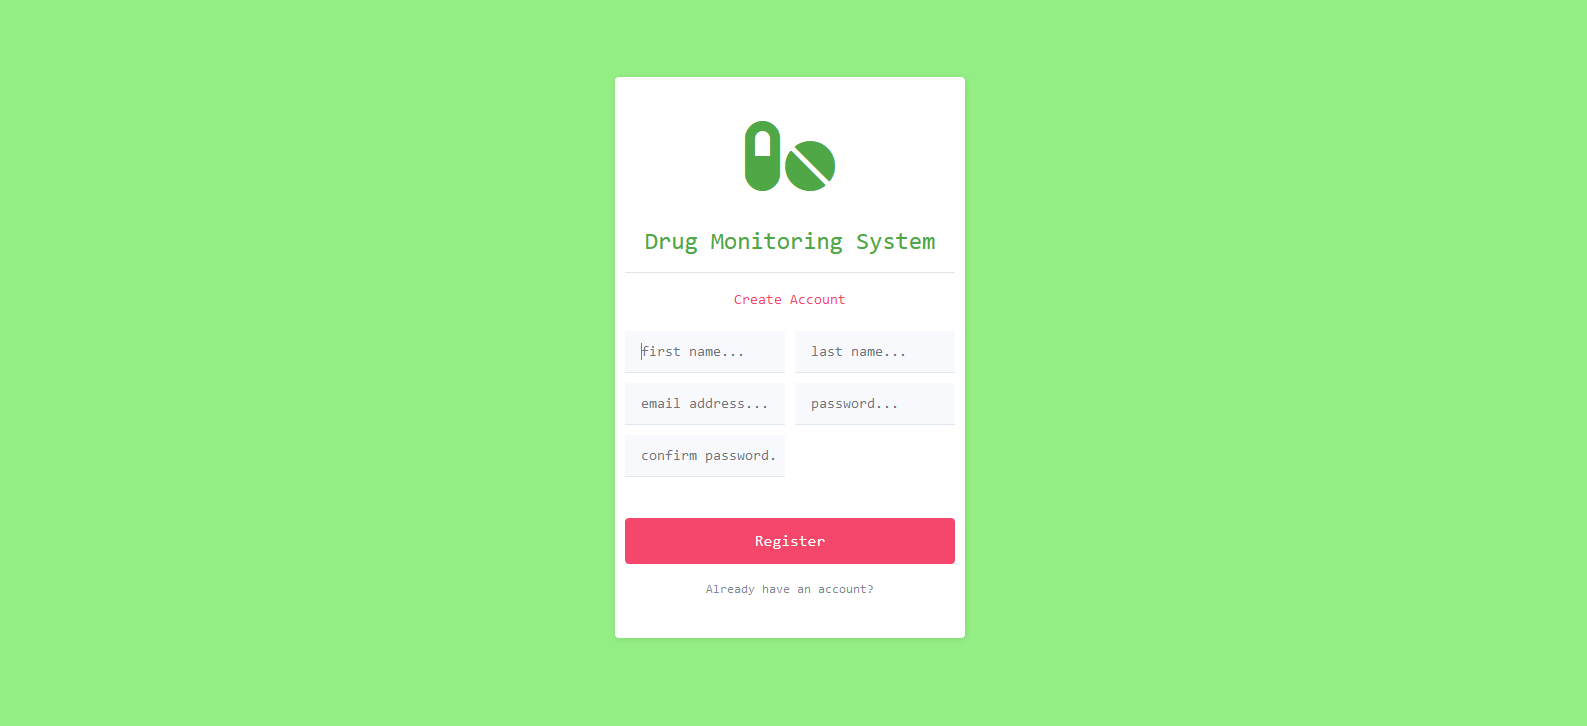 Drug Monitoring System
Create Account
first name... last name...
email address... password...
confirm password.
Register
Already have an account?